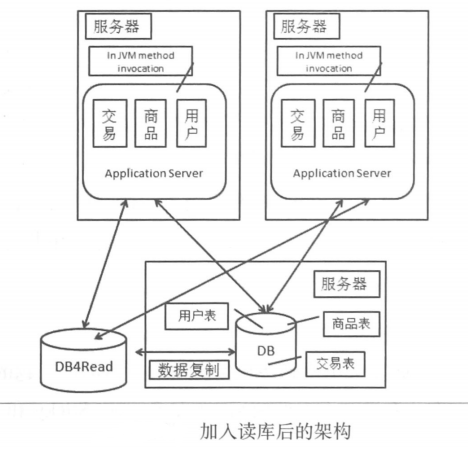 服务器
In JVM method
invocation
交易
商品
用户
Application Server
服务器
In JVM method
invocation
交易
商品
用户
Application Server
服务器
用户表
商品表
DB
交易表
DB4Read
数据复制
加入读库后的架构